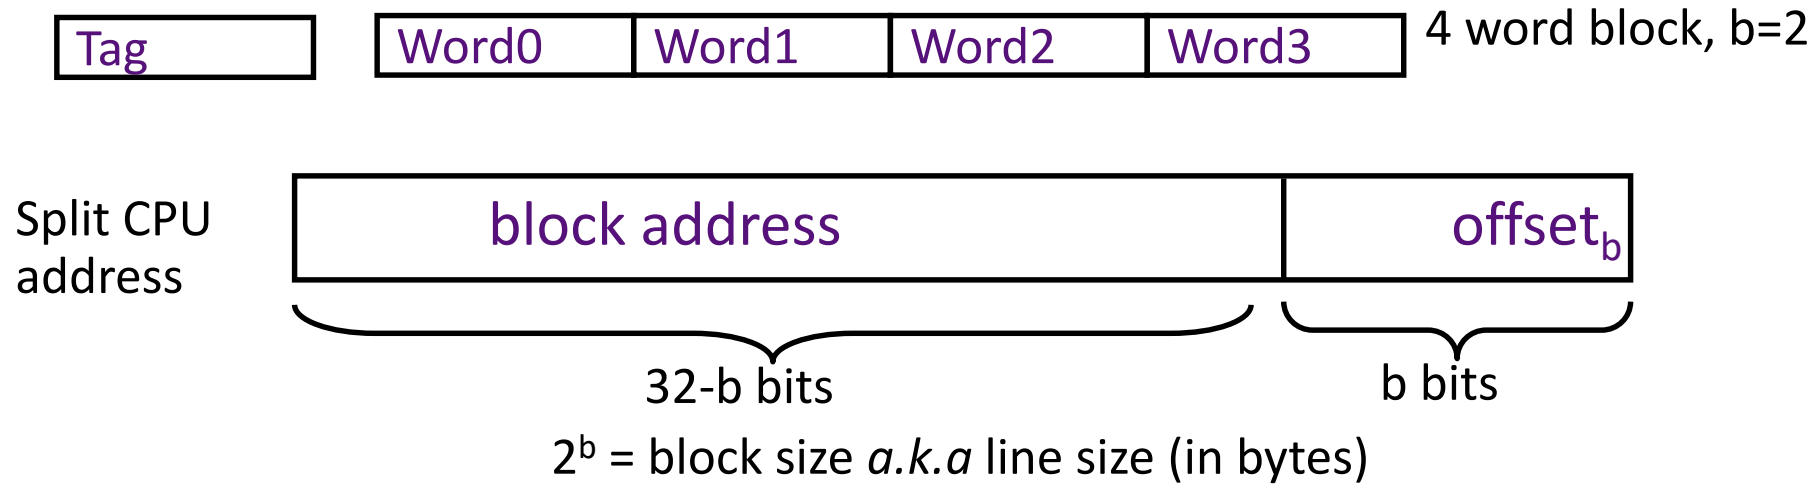 Tag Word0 Word1 Word2 Word3 4 word block, b=2
Split CPU address
block address offsetb
32-b bits b bits
2^b = block size a.k.a line size (in bytes)